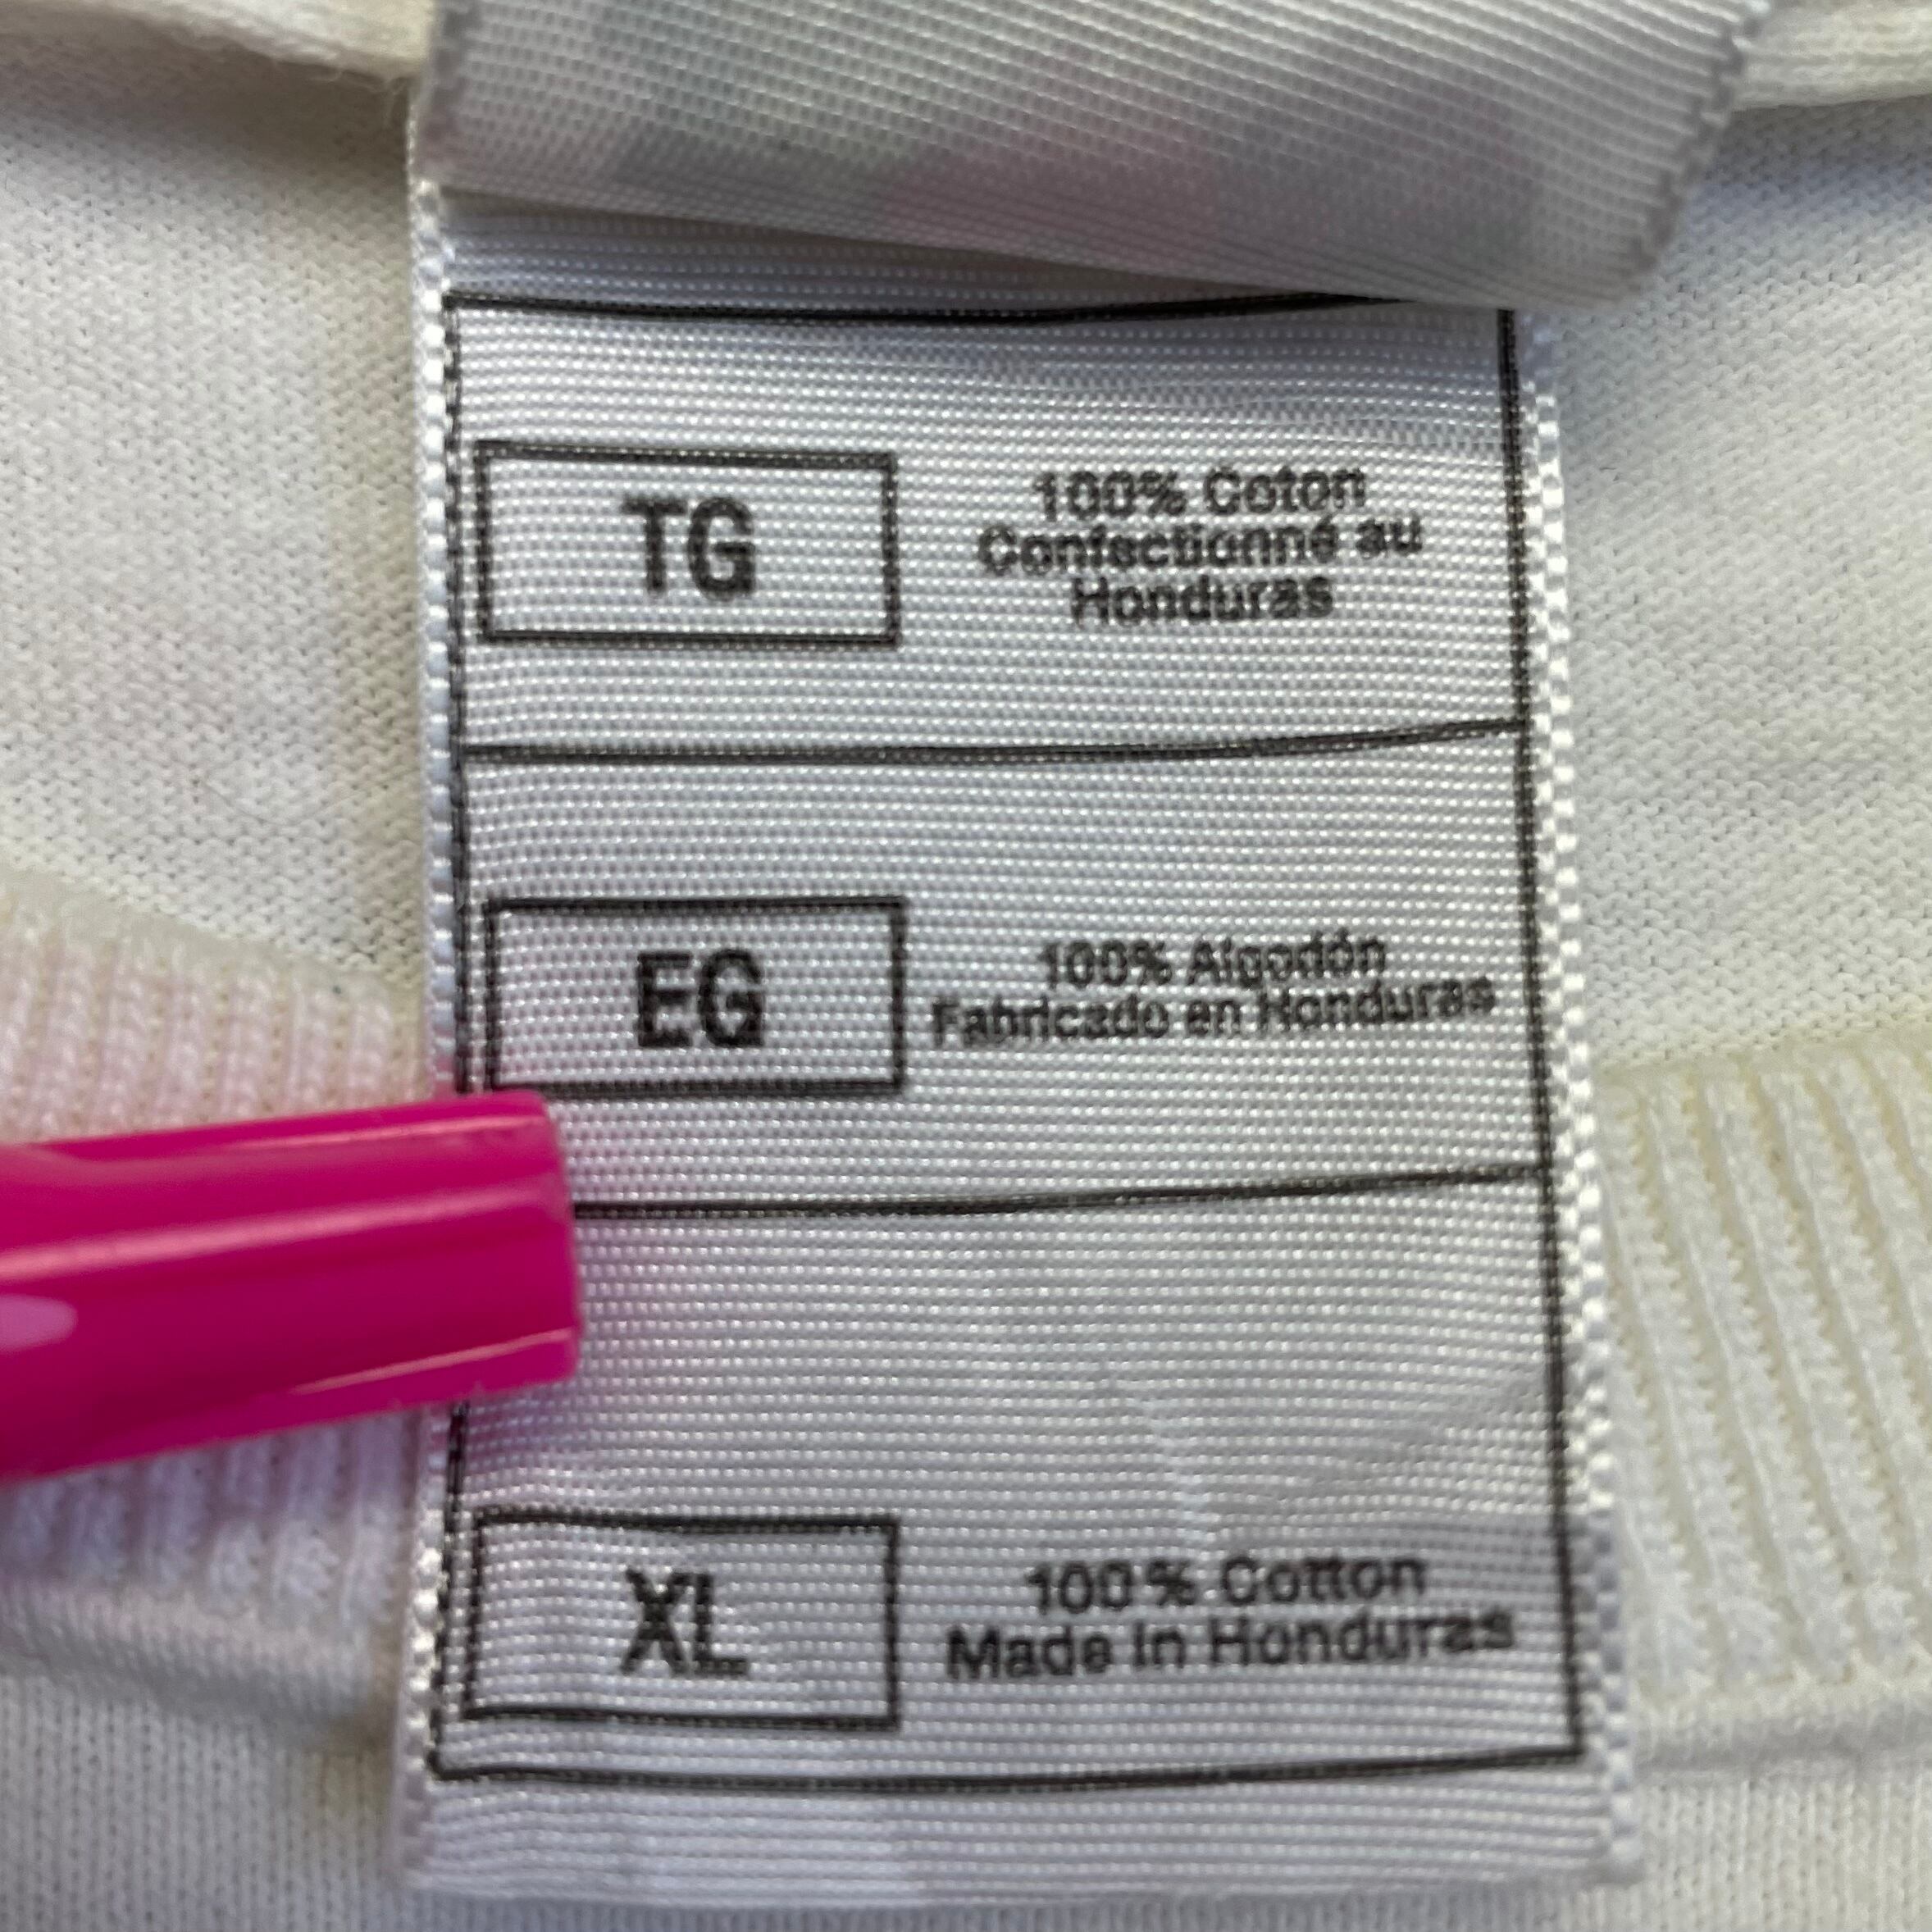 TG
100% Coton
Confectionné au
Honduras
EG
100% Algodón
Fabricado en Honduras
XL
100% Cotton
Made in Honduras